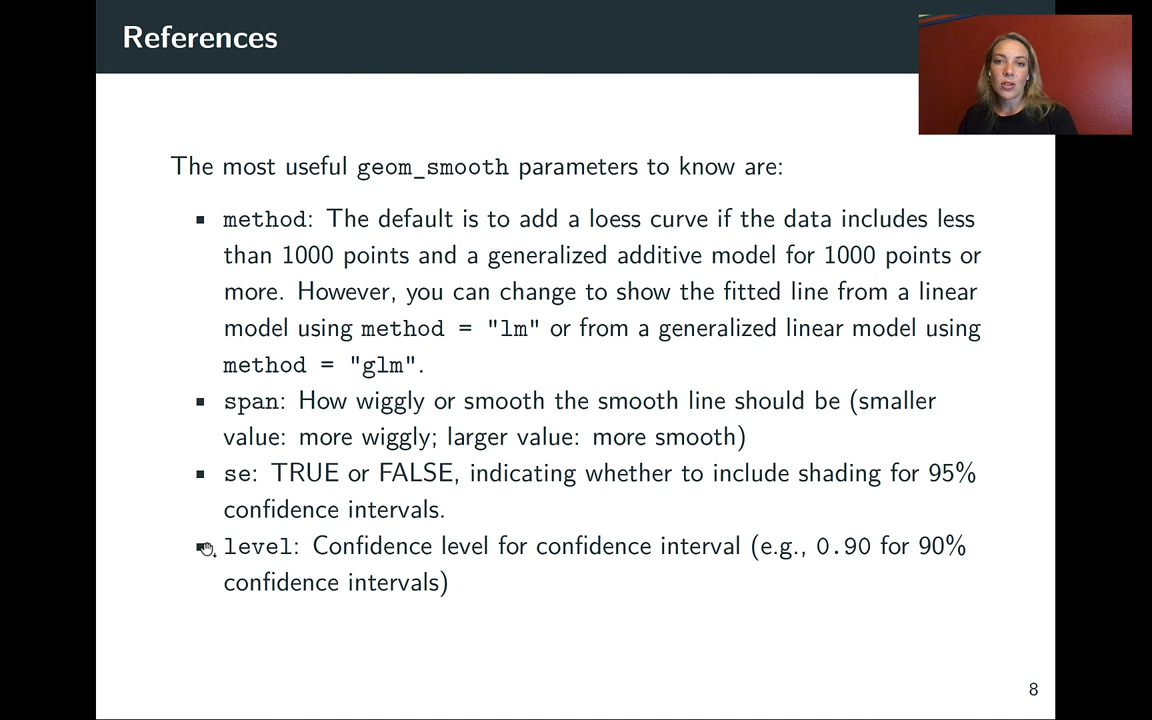 References
The most useful geom_smooth parameters to know are:
method: The default is to add a loess curve if the data includes less
than 1000 points and a generalized additive model for 1000 points or
more. However, you can change to show the fitted line from a linear
model using method = "lm" or from a generalized linear model using
method = "glm".
span: How wiggly or smooth the smooth line should be (smaller
value: more wiggly; larger value: more smooth)
se: TRUE or FALSE, indicating whether to include shading for 95%
confidence intervals.
level: Confidence level for confidence interval (e.g., 0.90 for 90%
confidence intervals)
8